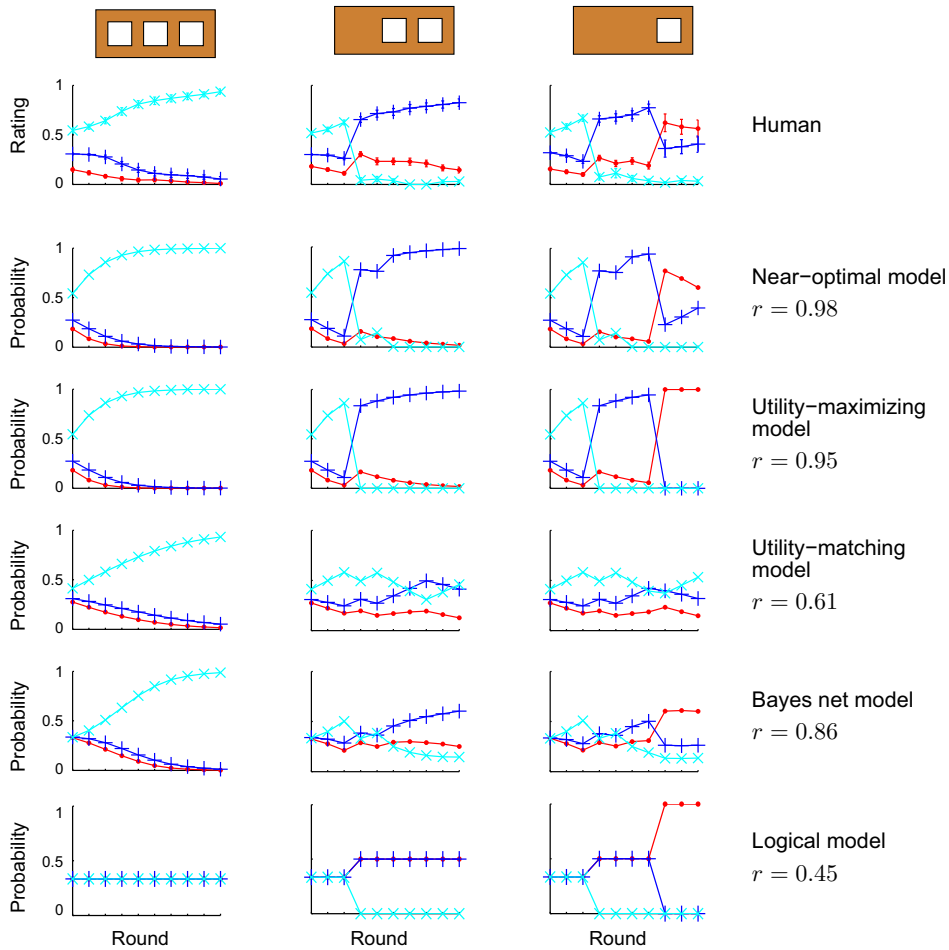 Rating
1
0.5
0
Human
Probability
1
0.5
0
Near−optimal model
r = 0.98
Probability
1
0.5
0
Utility−maximizing
model
r = 0.95
Probability
1
0.5
0
Utility−matching
model
r = 0.61
Probability
1
0.5
0
Bayes net model
r = 0.86
Probability
1
0.5
0
Logical model
r = 0.45
Round
Round
Round